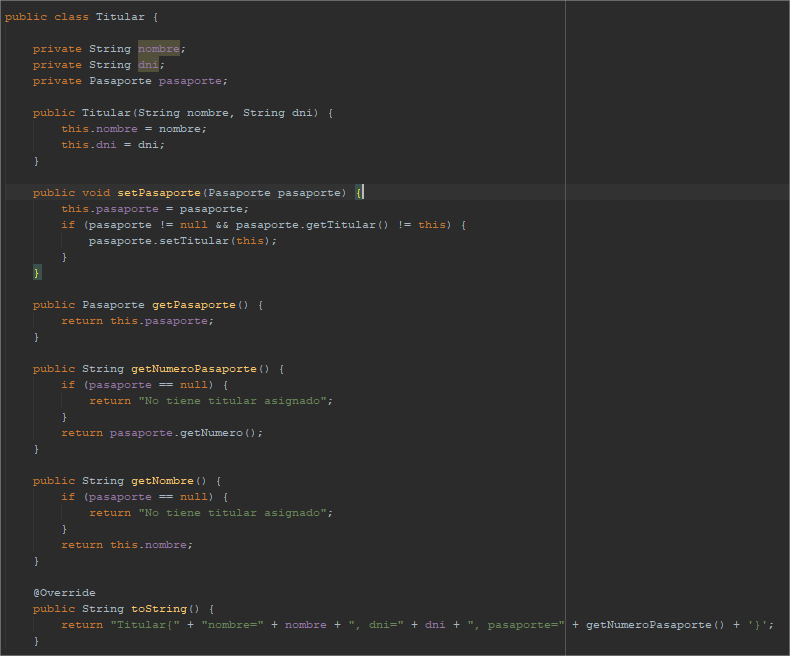 public class Titular {
private String nombre;
private String dni;
private Pasaporte pasaporte;
public Titular(String nombre, String dni) {
this.nombre = nombre;
this.dni = dni;
}
public void setPasaporte(Pasaporte pasaporte) {
this.pasaporte = pasaporte;
if (pasaporte != null && pasaporte.getTitular() != this) {
pasaporte.setTitular(this);
}
}
public Pasaporte getPasaporte() {
return this.pasaporte;
}
public String getNumeroPasaporte() {
if (pasaporte == null) {
return "No tiene titular asignado";
}
return pasaporte.getNumero();
}
public String getNombre() {
if (pasaporte == null) {
return "No tiene titular asignado";
}
return this.nombre;
}
@Override
public String toString() {
return "Titular{" + "nombre=" + nombre + ", dni=" + dni + ", pasaporte=" + getNumeroPasaporte() + '}';
}